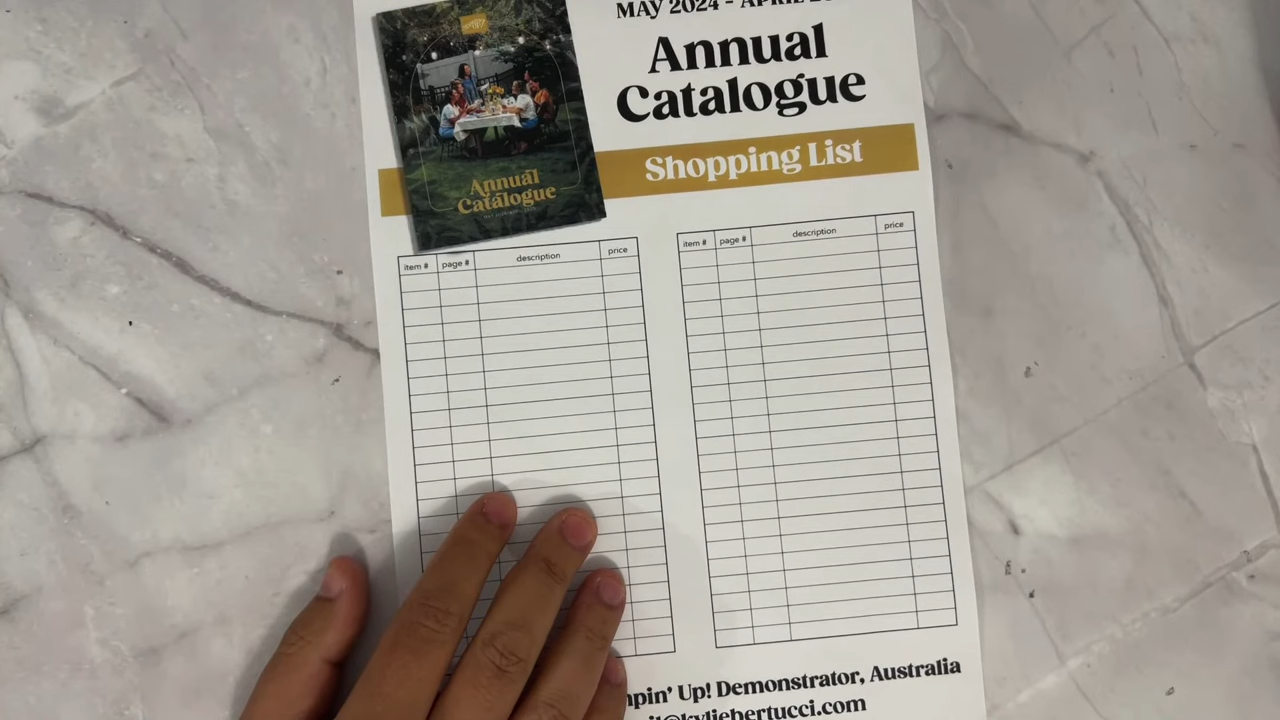 MAY 2024 - APRIL
Annual
Catalogue
Shopping List
Annual
Catalogue
item # page # description price
item # page # description price
Up! Demonstrator, Australia
@kyliebertucci.com